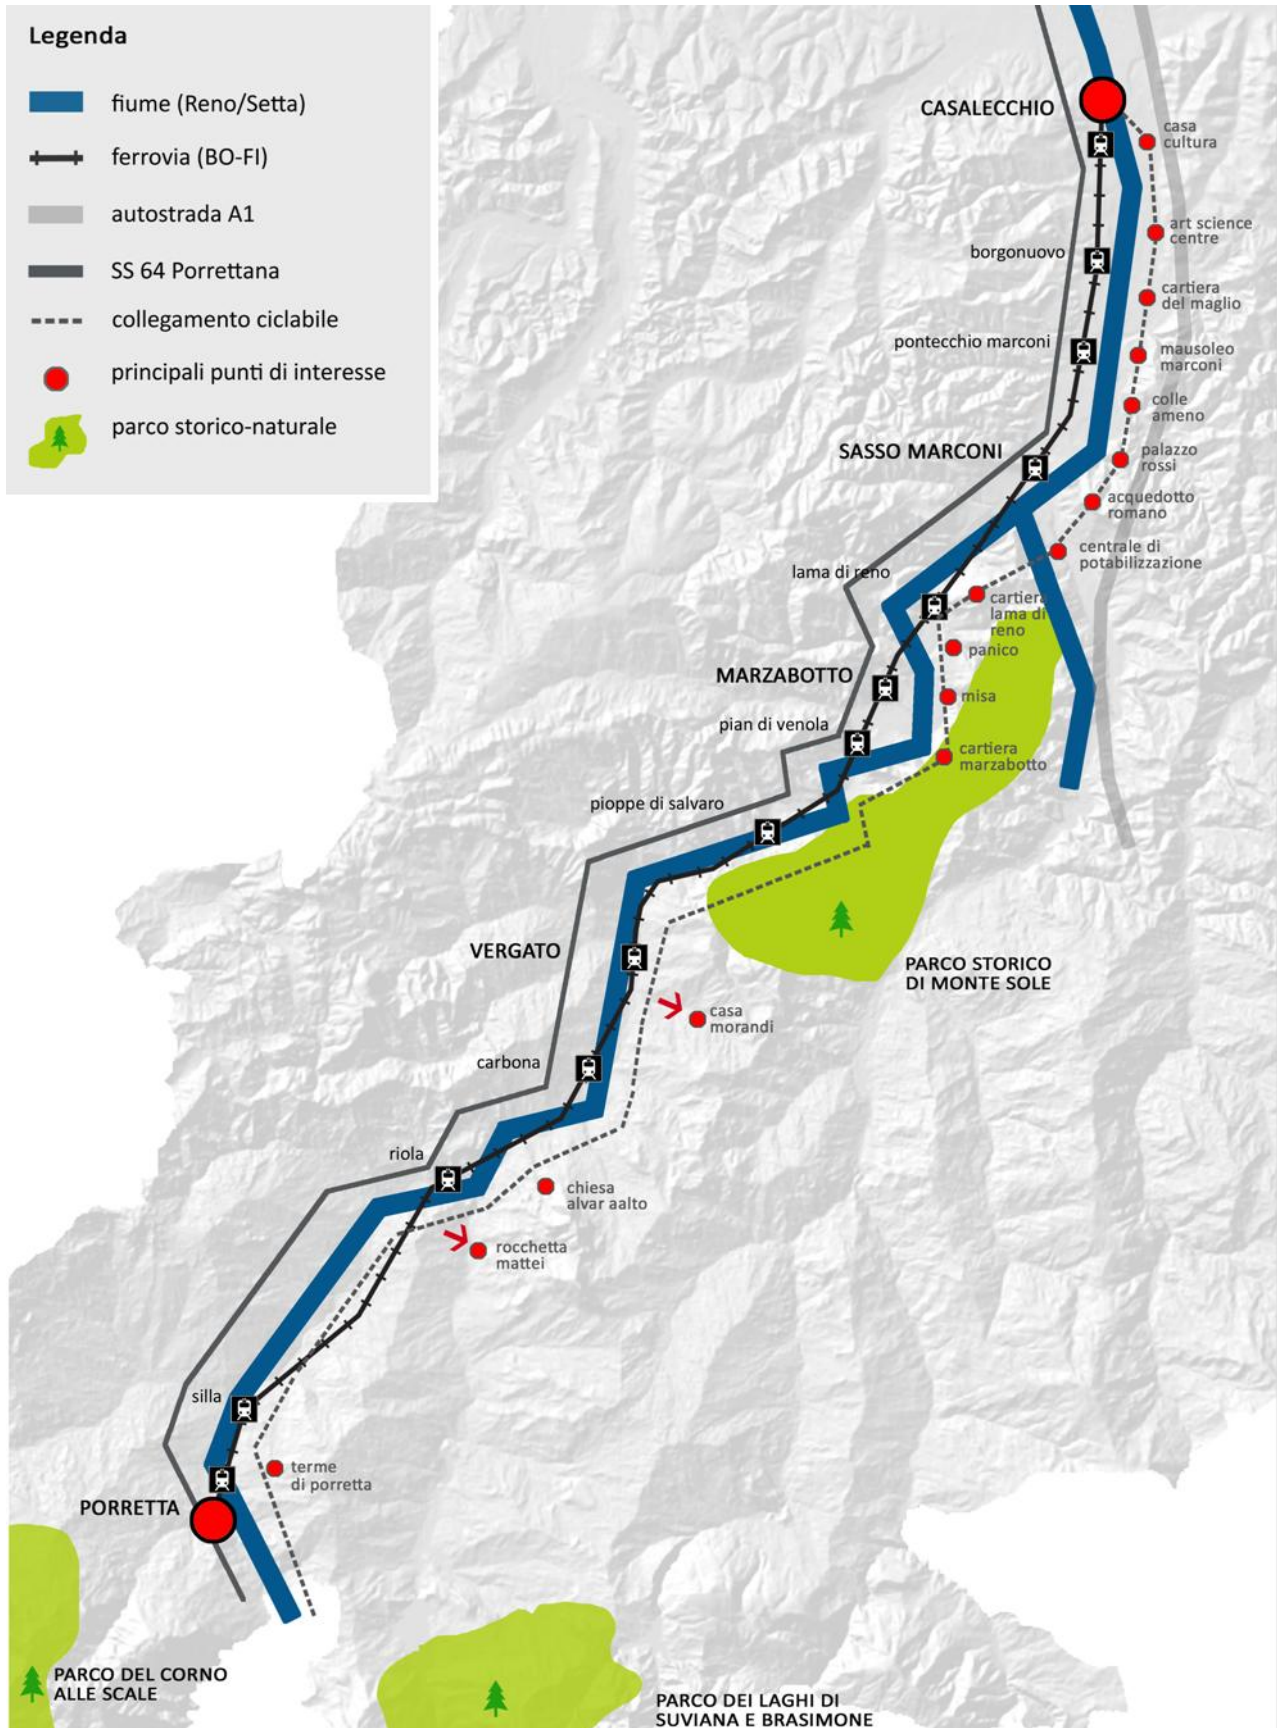 Legenda
fiume (Reno/Setta)
ferrovia (BO-FI)
autostrada A1
SS 64 Porrettana
collegamento ciclabile
principali punti di interesse
parco storico-naturale
CASALECCHIO
casa
cultura
art science
centre
borgonuovo
cartiera
del maglio
pontecchio marconi
mausoleo
marconi
colle
ameno
SASSO MARCONI
palazzo
rossi
acquedotto
romano
centrale di
potabilizzazione
lama di reno
cartiera
lama di
reno
panico
MARZABOTTO
misa
pian di venola
cartiera
marzabotto
pioppe di salvaro
VERGATO
PARCO STORICO
DI MONTE SOLE
casa
morandi
carbona
riola
chiesa
alvar aalto
rocchetta
mattei
silla
terme
di porretta
PORRETTA
PARCO DEL CORNO
ALLE SCALE
PARCO DEI LAGHI DI
SUVIANA E BRASIMONE